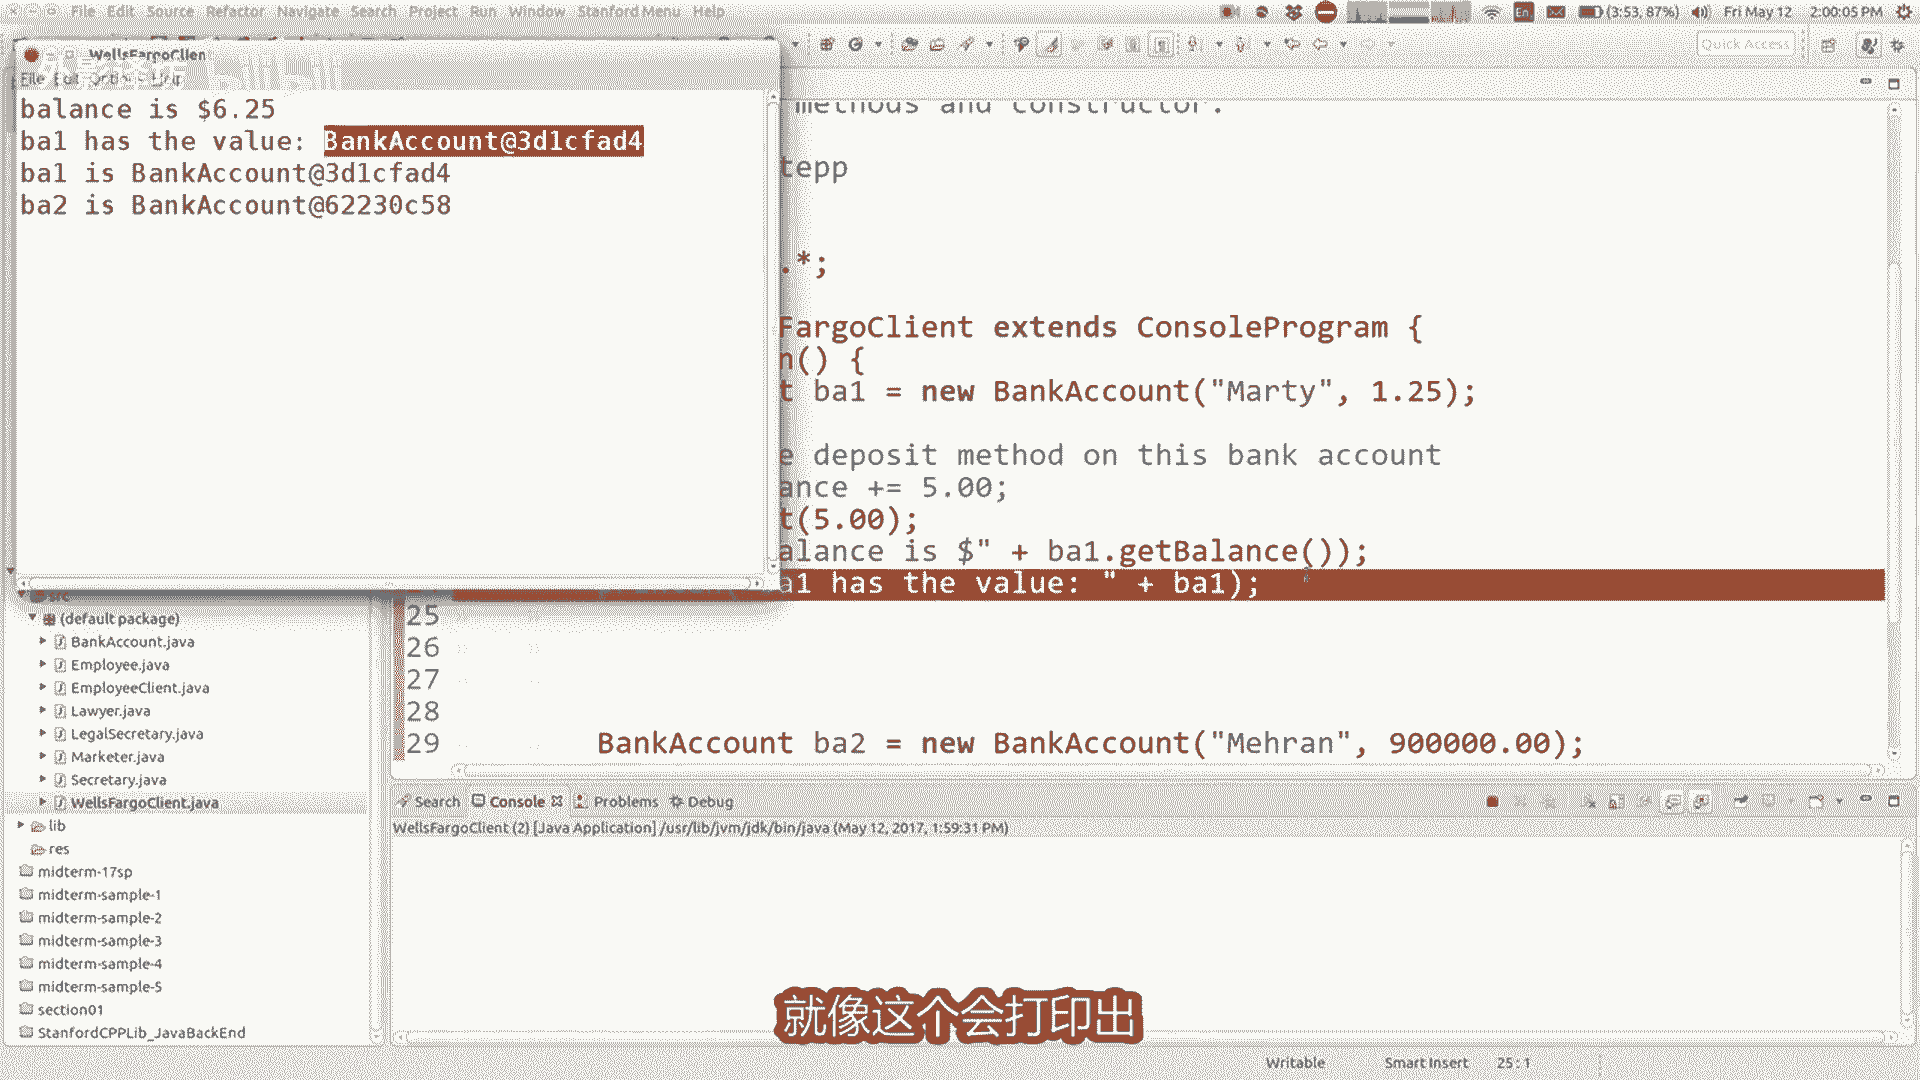 File Edit Source Refactor Navigate Search Project Run Window Stanford Menu Help
En
(3:53, 87%)
Fri May 12
2:00:05 PM
Quick Access
WellsFargoClient
balance is $6.25
ba1 has the value: BankAccount@3d1cfad4
ba1 is BankAccount@3d1cfad4
ba2 is BankAccount@62230c58
methods and constructor.
tepp
.*;
FargoClient extends ConsoleProgram {
n() {
t ba1 = new BankAccount("Marty", 1.25);
e deposit method on this bank account
ance += 5.00;
t(5.00);
alance is $" + ba1.getBalance());
a1 has the value: " + ba1);
25
26
27
28
29 BankAccount ba2 = new BankAccount("Mehran", 900000.00);
src
(default package)
BankAccount.java
Employee.java
EmployeeClient.java
Lawyer.java
LegalSecretary.java
Marketer.java
Secretary.java
WellsFargoClient.java
lib
res
midterm-17sp
midterm-sample-1
midterm-sample-2
midterm-sample-3
midterm-sample-4
midterm-sample-5
section01
StanfordCPPLib_JavaBackEnd
Search Console Problems Debug
WellsFargoClient (2) [Java Application] /usr/lib/jvm/jdk/bin/java (May 12, 2017, 1:59:31 PM)
就像这个会打印出
Writable Smart Insert 25 : 1